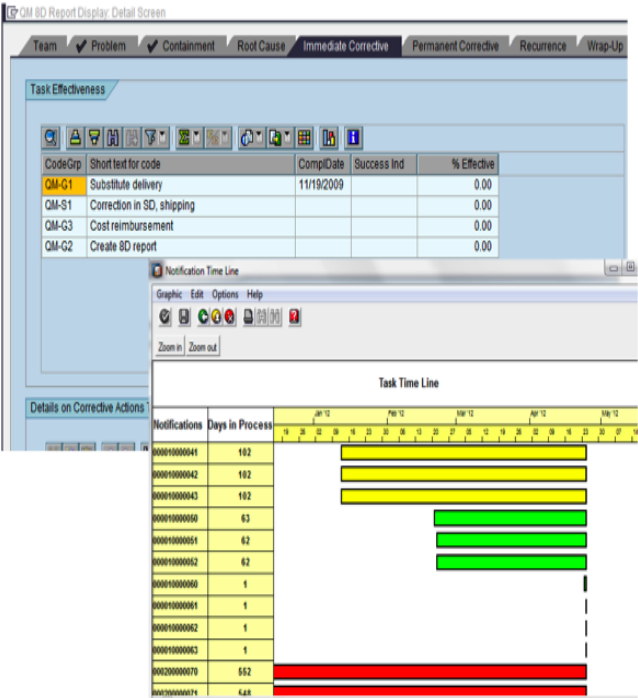 QM 8D Report Display: Detail Screen
Team Problem Containment Root Cause Immediate Corrective Permanent Corrective Recurrence Wrap-Up
Task Effectiveness
CodeGrp Short text for code ComplDate Success Ind % Effective
QM-G1 Substitute delivery 11/19/2009 0.00
QM-S1 Correction in SD, shipping 0.00
QM-G3 Cost reimbursement 0.00
QM-G2 Create 8D report 0.00
Notification Time Line
Graphic Edit Options Help
Zoom in Zoom out
Task Time Line
Details on Corrective Actions
Jan '12 Feb '12 Mar '12 Apr '12 May '12
Notifications Days in Process
000010000041 102
000010000042 102
000010000043 102
000010000050 63
000010000051 62
000010000052 62
000010000060 1
000010000061 1
000010000062 1
000010000063 1
000200000070 552
000200000071 548